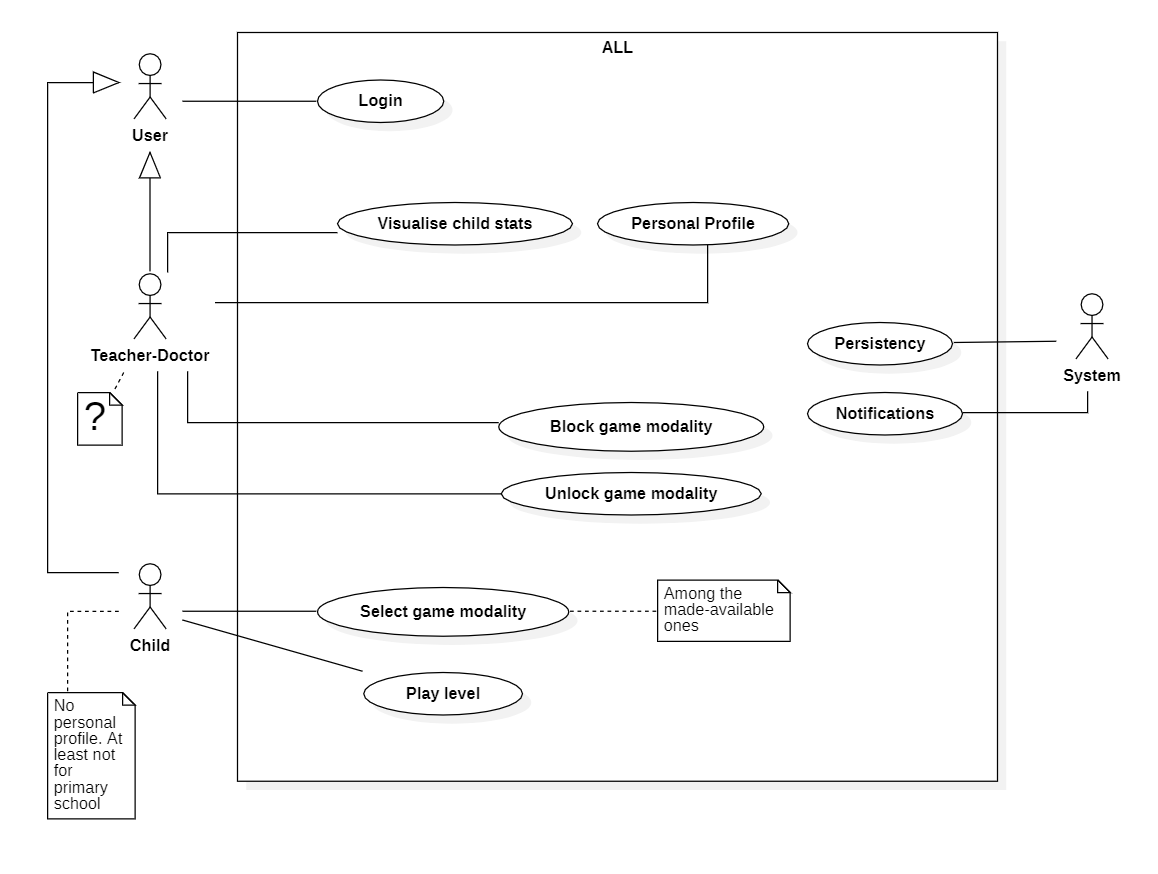 ALL
User
Login
Visualise child stats
Personal Profile
Teacher-Doctor
?
Persistency
System
Notifications
Block game modality
Unlock game modality
Child
Select game modality
Among the
made-available
ones
Play level
No
personal
profile. At
least not
for
primary
school